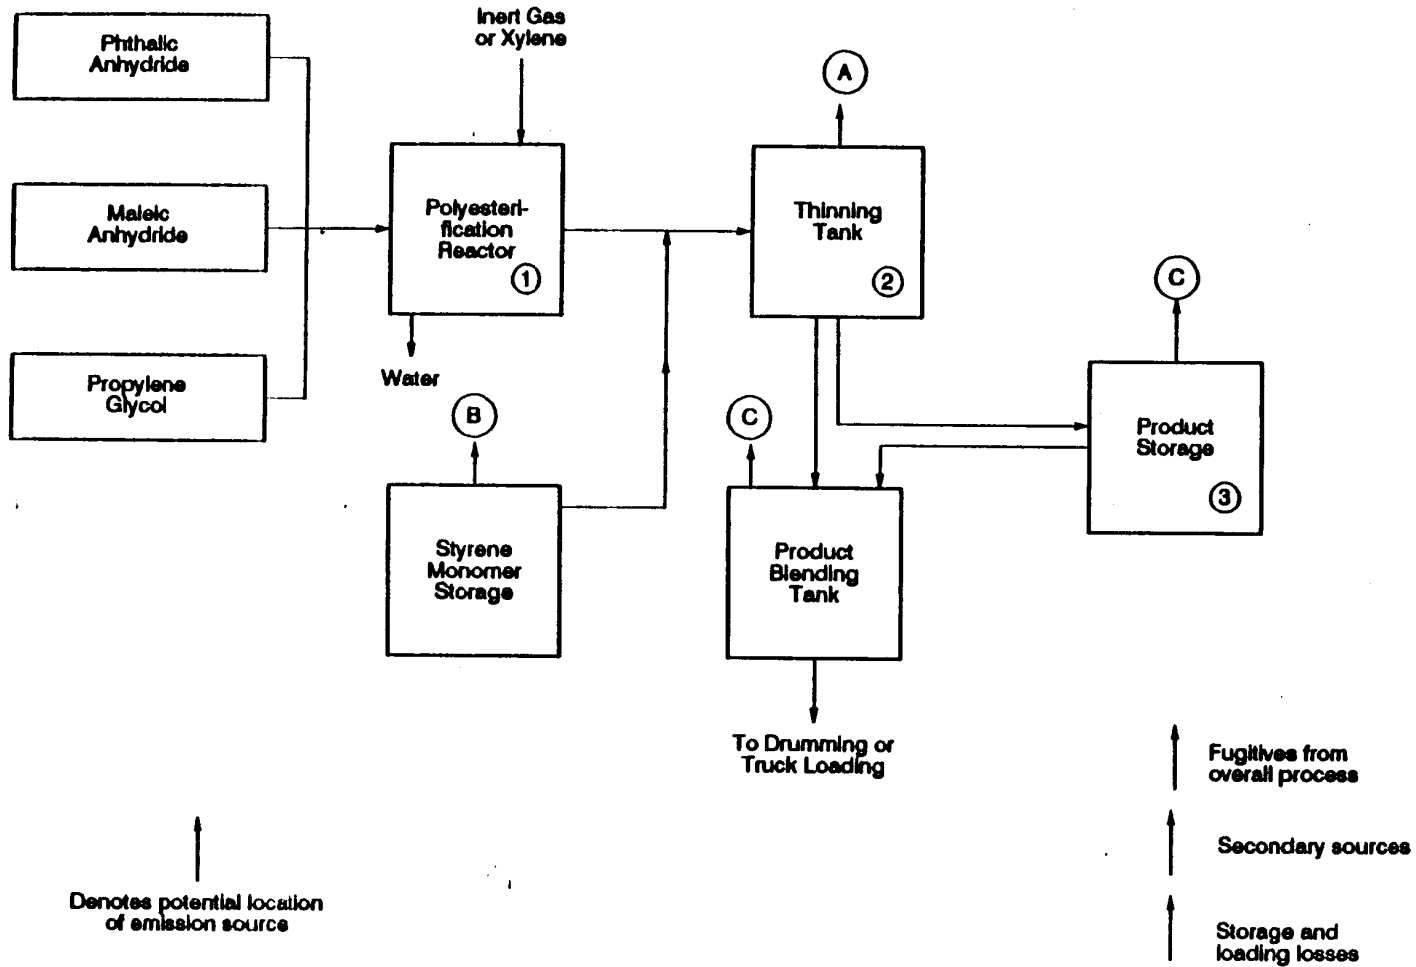 Inert Gas
or Xylene
Phthalic
Anhydride
A
Maleic
Anhydride
Polyesteri-
fication
Reactor
1
Thinning
Tank
2
C
Propylene
Glycol
Water
B
C
Product
Storage
3
Styrene
Monomer
Storage
Product
Blending
Tank
To Drumming or
Truck Loading
Fugitives from
overall process
Secondary sources
Storage and
loading losses
Denotes potential location
of emission source